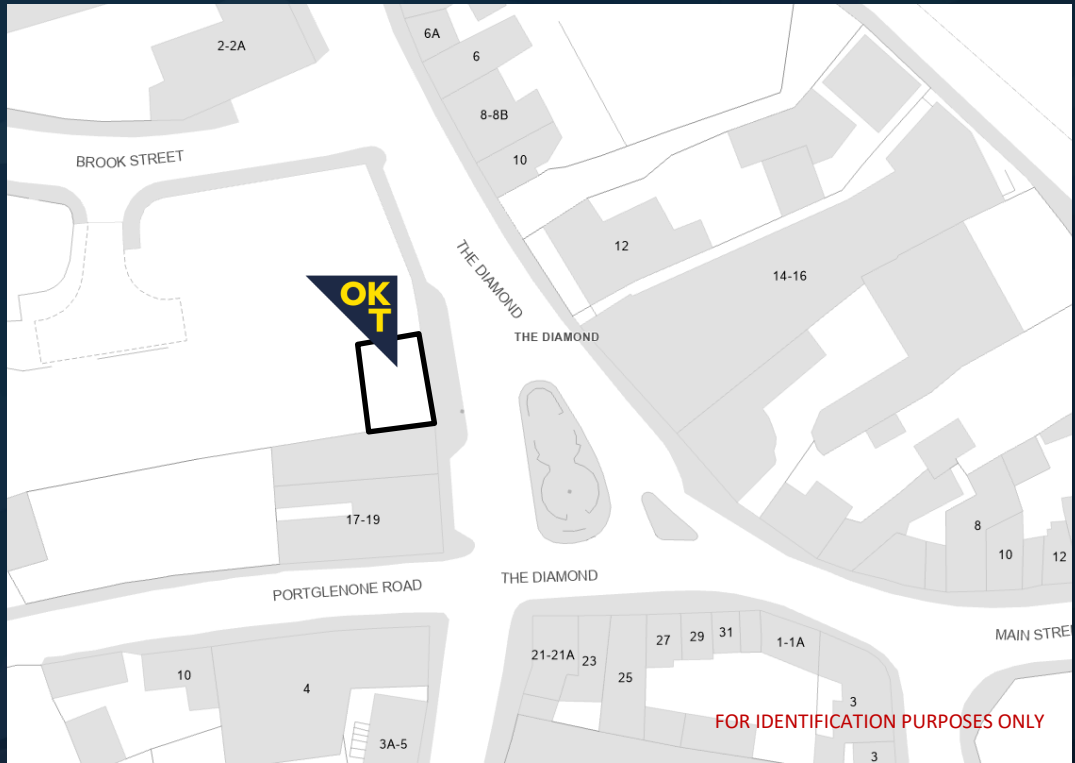 6A
2-2A
6
8-8B
BROOK STREET
10
12
THE DIAMOND
14-16
OK
T
THE DIAMOND
17-19
8
10
12
THE DIAMOND
PORTGLENONE ROAD
MAIN STRE
31
29
27
1-1A
21-21A
23
25
10
4
3
FOR IDENTIFICATION PURPOSES ONLY
3A-5
3